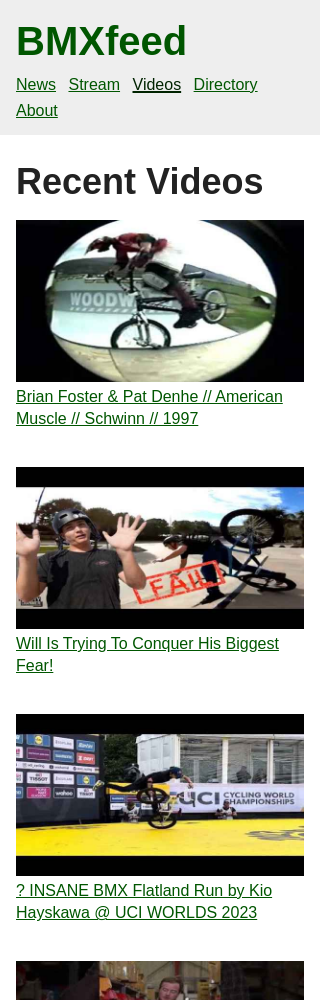 BMXfeed
News Stream Videos Directory
About
Recent Videos
WOODW
Brian Foster & Pat Denhe // American
Muscle // Schwinn // 1997
FAIL
Will Is Trying To Conquer His Biggest
Fear!
UCI CYCLING WORLD
CHAMPIONSHIPS
? INSANE BMX Flatland Run by Kio
Hayskawa @ UCI WORLDS 2023